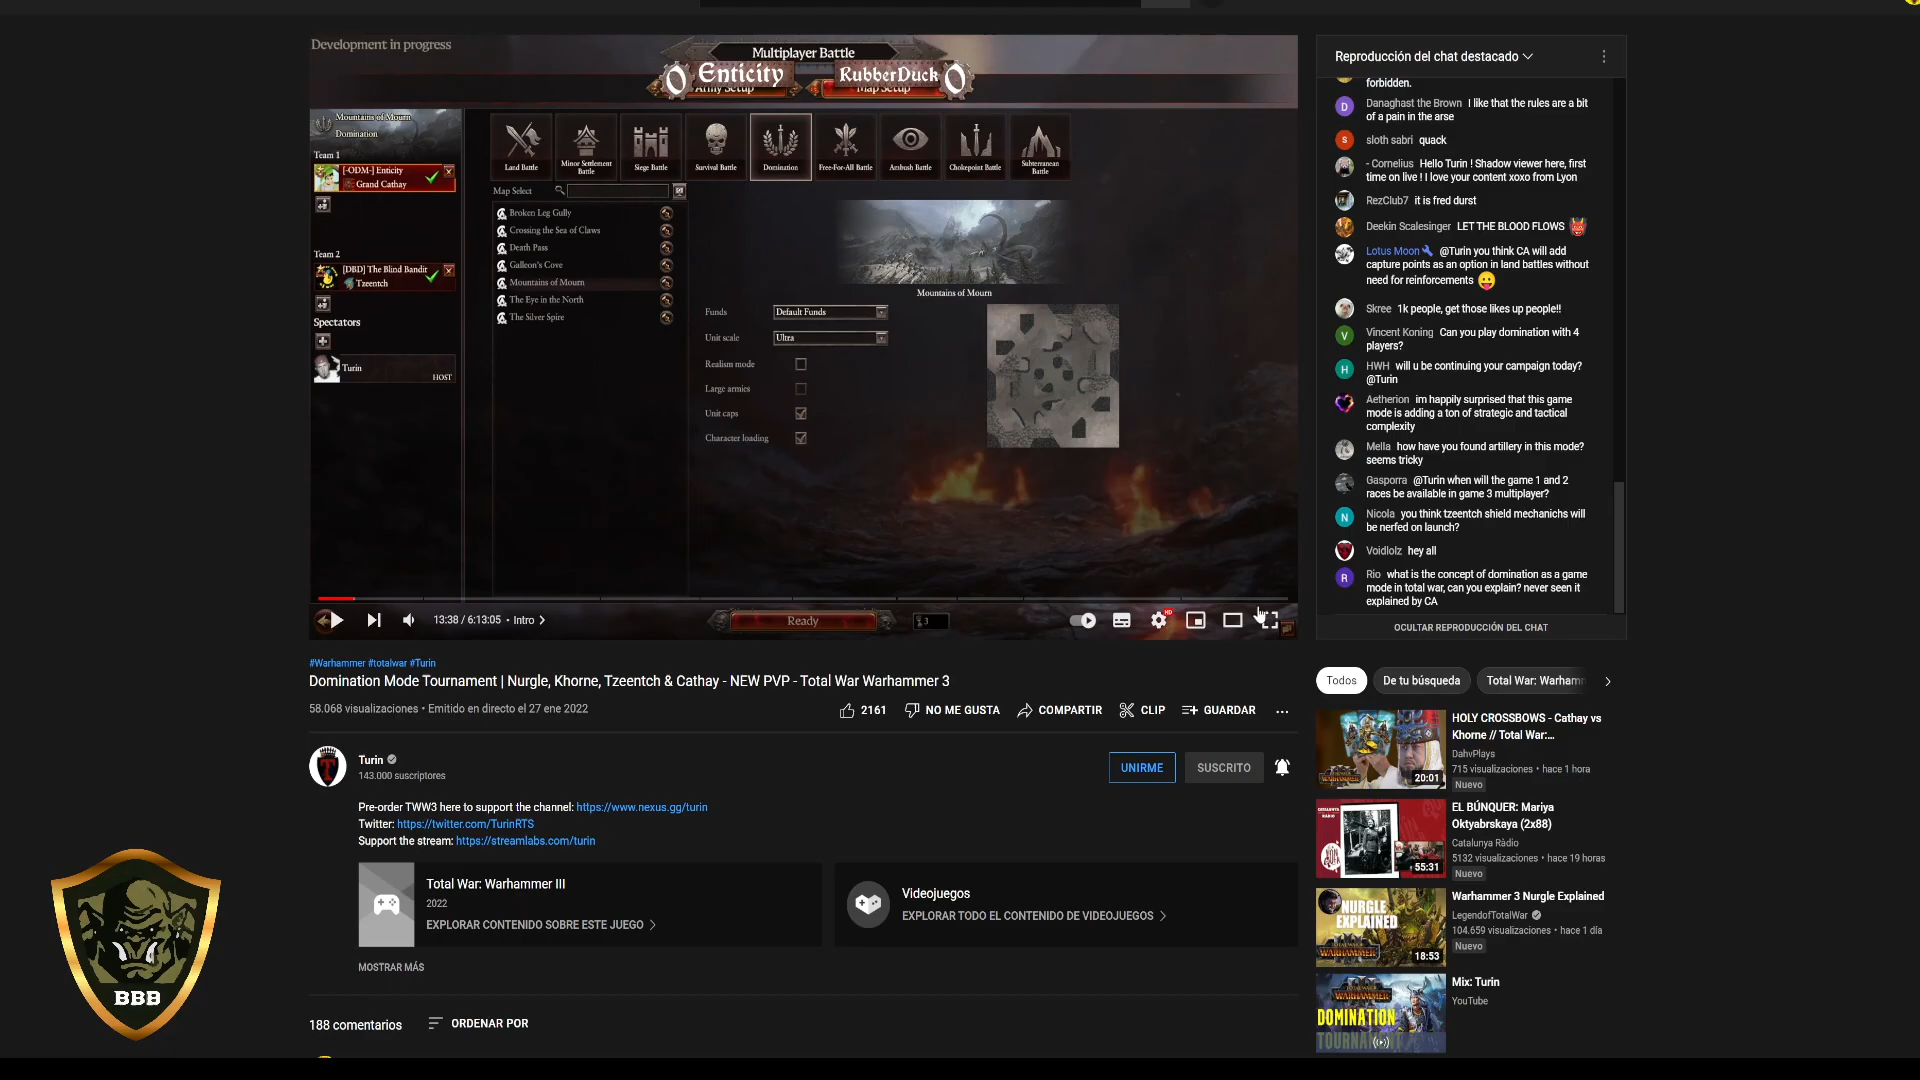 Development in progress
Multiplayer Battle
Enticity
RubberDuck
Army Setup
Map Setup
Mountains of Mourn
Domination
Team 1
[-ODM-] Enticity
Grand Cathay
Team 2
[DBD] The Blind Bandit
Tzeentch
Spectators
Turin
HOST
Land Battle
Minor Settlement Battle
Siege Battle
Survival Battle
Domination
Free-For-All Battle
Ambush Battle
Chokepoint Battle
Subterranean Battle
Map Select
Broken Leg Gully
Crossing the Sea of Claws
Death Pass
Galleon's Cove
Mountains of Mourn
The Eye in the North
The Silver Spire
Mountains of Mourn
Funds
Default Funds
Unit scale
Ultra
Realism mode
Large armies
Unit caps
Character loading
13:38 / 6:13:05 • Intro
Ready
3
HD
Reproducción del chat destacado
forbidden.
Danaghast the Brown I like that the rules are a bit
of a pain in the arse
sloth sabri quack
- Cornelius Hello Turin ! Shadow viewer here, first
time on live ! I love your content xoxo from Lyon
RezClub7 it is fred durst
Deekin Scalesinger LET THE BLOOD FLOWS
Lotus Moon @Turin you think CA will add
capture points as an option in land battles without
need for reinforcements
Skree 1k people, get those likes up people!!
Vincent Koning Can you play domination with 4
players?
HWH will u be continuing your campaign today?
@Turin
Aetherion im happily surprised that this game
mode is adding a ton of strategic and tactical
complexity
Mella how have you found artillery in this mode?
seems tricky
Gasporra @Turin when will the game 1 and 2
races be available in game 3 multiplayer?
Nicola you think tzeentch shield mechanichs will
be nerfed on launch?
Voidlolz hey all
Rio what is the concept of domination as a game
mode in total war, can you explain? never seen it
explained by CA
OCULTAR REPRODUCCIÓN DEL CHAT
#Warhammer #totalwar #Turin
Domination Mode Tournament | Nurgle, Khorne, Tzeentch & Cathay - NEW PVP - Total War Warhammer 3
58.068 visualizaciones • Emitido en directo el 27 ene 2022
2161
NO ME GUSTA
COMPARTIR
CLIP
GUARDAR
Turin
143.000 suscriptores
UNIRME
SUSCRITO
Pre-order TWW3 here to support the channel: https://www.nexus.gg/turin
Twitter: https://twitter.com/TurinRTS
Support the stream: https://streamlabs.com/turin
Total War: Warhammer III
2022
EXPLORAR CONTENIDO SOBRE ESTE JUEGO
Videojuegos
EXPLORAR TODO EL CONTENIDO DE VIDEOJUEGOS
MOSTRAR MÁS
188 comentarios
ORDENAR POR
BBB
Todos
De tu búsqueda
Total War: Warham
HOLY CROSSBOWS - Cathay vs
Khorne // Total War:...
DahvPlays
715 visualizaciones • hace 1 hora
Nuevo
20:01
EL BÚNQUER: Mariya
Oktyabrskaya (2x88)
Catalunya Ràdio
5132 visualizaciones • hace 19 horas
Nuevo
55:31
Warhammer 3 Nurgle Explained
LegendofTotalWar
104.659 visualizaciones • hace 1 día
Nuevo
NURGLE
EXPLAINED
WARHAMMER
18:53
Mix: Turin
YouTube
WARHAMMER
DOMINATION